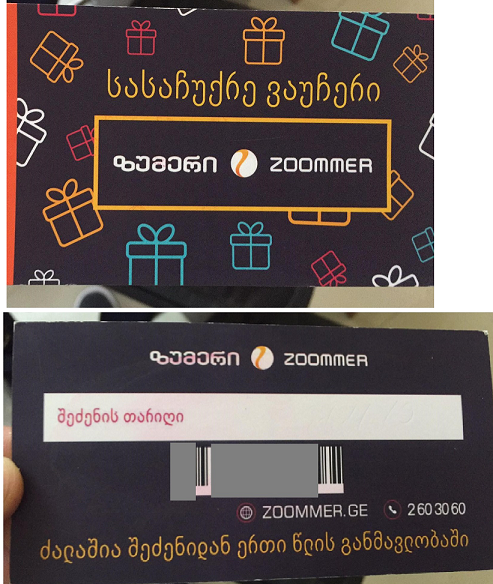 სასაჩუქრე ვაუჩერი
ზუმერი ZOOMMER
ზუმერი ZOOMMER
შეძენის თარიღი
ZOOMMER.GE 2603060
ძალაშია შეძენიდან ერთი წლის განმავლობაში